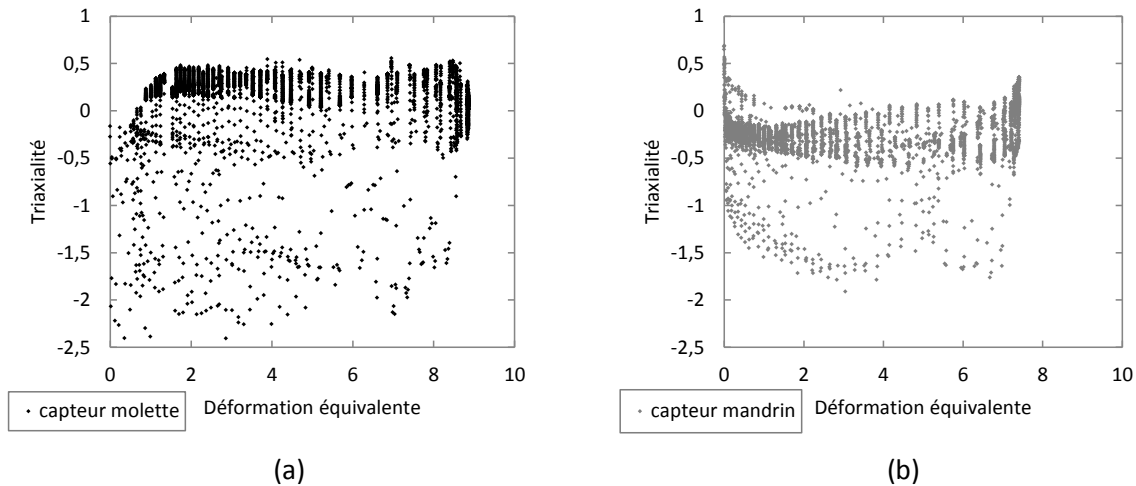 1
0,5
0
-0,5
-1
-1,5
-2
-2,5
Triaxialité
0 2 4 6 8 10
capteur molette
Déformation équivalente
(a)
1
0,5
0
-0,5
-1
-1,5
-2
-2,5
Triaxialité
0 2 4 6 8 10
capteur mandrin
Déformation équivalente
(b)